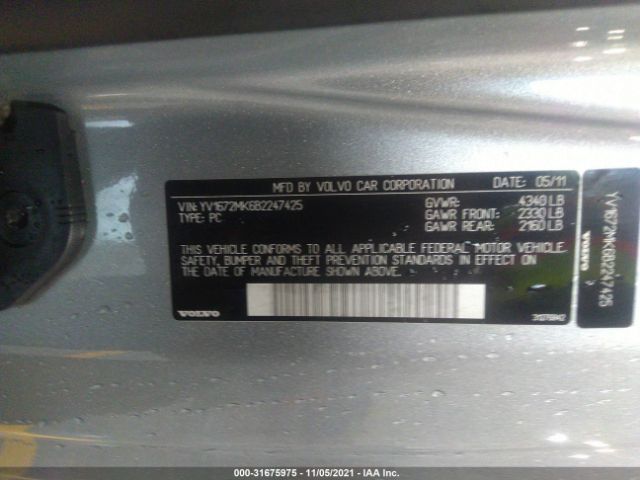 MFD BY VOLVO CAR CORPORATION DATE: 05/11
VIN: YV1672MK6B2247425 GVWR: 4340 LB
TYPE: PC GAWR FRONT: 2330 LB
GAWR REAR: 2160 LB
THIS VEHICLE CONFORMS TO ALL APPLICABLE FEDERAL MOTOR VEHICLE
SAFETY, BUMPER AND THEFT PREVENTION STANDARDS IN EFFECT ON
THE DATE OF MANUFACTURE SHOWN ABOVE.
VOLVO
YV1672MK6B2247425
VOLVO
000-31675975 - 11/05/2021 - IAA Inc.